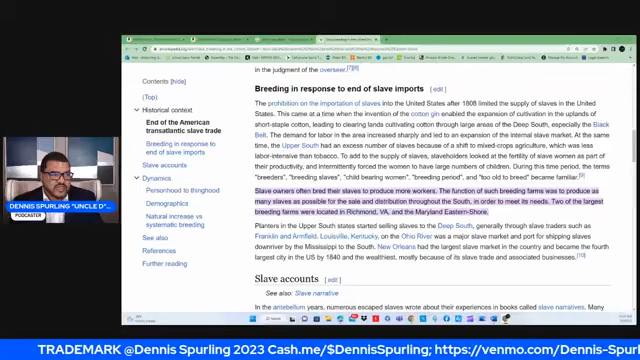 in the judgment of the overseer.[7][8]
Contents [hide]
(Top)
Historical context
End of the American
transatlantic slave trade
Breeding in response to
end of slave imports
Slave accounts
Dynamics
Personhood to thinghood
Demographics
Natural increase vs
systematic breeding
See also
References
Further reading
Breeding in response to end of slave imports [ edit ]
The prohibition on the importation of slaves into the United States after 1808 limited the supply of slaves in the United
States. This came at a time when the invention of the cotton gin enabled the expansion of cultivation in the uplands of
short-staple cotton, leading to clearing lands cultivating cotton through large areas of the Deep South, especially the Black
Belt. The demand for labor in the area increased sharply and led to an expansion of the internal slave market. At the same
time, the Upper South had an excess number of slaves because of a shift to mixed-crops agriculture, which was less
labor-intensive than tobacco. To add to the supply of slaves, slaveholders looked at the fertility of slave women as part of
their productivity, and intermittently forced the women to have large numbers of children. During this time period, the terms
"breeders", "breeding slaves", "child bearing women", "breeding period", and "too old to breed" became familiar.[9]
Slave owners often bred their slaves to produce more workers. The function of such breeding farms was to produce as
many slaves as possible for the sale and distribution throughout the South, in order to meet its needs. Two of the largest
breeding farms were located in Richmond, VA, and the Maryland Eastern-Shore.
Planters in the Upper South states started selling slaves to the Deep South, generally through slave traders such as
Franklin and Armfield. Louisville, Kentucky, on the Ohio River was a major slave market and port for shipping slaves
downriver by the Mississippi to the South. New Orleans had the largest slave market in the country and became the fourth
largest city in the US by 1840 and the wealthiest, mostly because of its slave trade and associated businesses.[10]
Slave accounts [ edit ]
See also: Slave narrative
In the antebellum years, numerous escaped slaves wrote about their experiences in books called slave narratives. Many
DENNIS SPURLING "UNCLE D"
PODCASTER
TRADEMARK @Dennis Spurling 2023 Cash.me/$DennisSpurling; https://venmo.com/Dennis-Spur